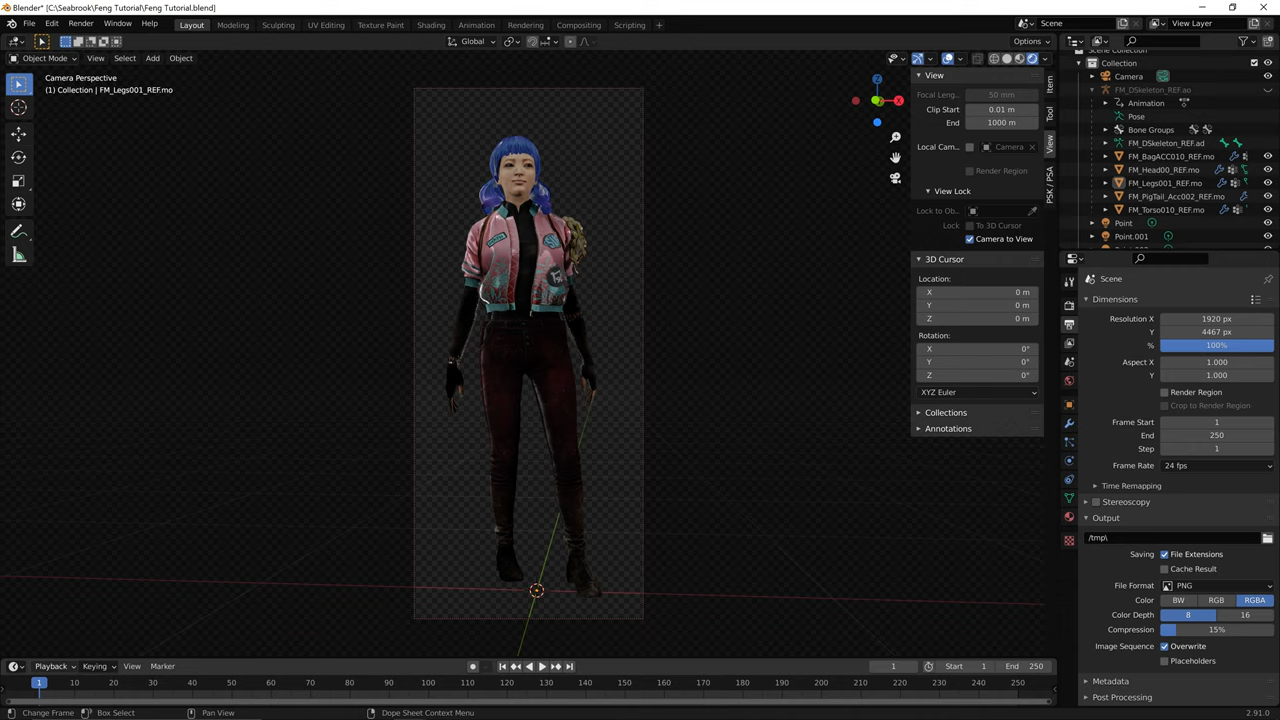 Blender* [C:\Seabrook\Feng Tutorial\Feng Tutorial.blend]
File Edit Render Window Help Layout Modeling Sculpting UV Editing Texture Paint Shading Animation Rendering Compositing Scripting + Scene View Layer
Global Options
Object Mode View Select Add Object
Camera Perspective
(1) Collection | FM_Legs001_REF.mo
X
Z
View
Focal Leng... 50 mm
Clip Start 0.01 m
End 1000 m
Local Cam... Camera
Render Region
View Lock
Lock to Ob...
Lock To 3D Cursor
Camera to View
3D Cursor
Location:
X 0 m
Y 0 m
Z 0 m
Rotation:
X 0°
Y 0°
Z 0°
XYZ Euler
Collections
Annotations
Item
Tool
View
PSK / PSA
Scene Collection
Collection
Camera
FM_DSkeleton_REF.ao
Animation
Pose
Bone Groups
FM_DSkeleton_REF.ad
FM_BagACC010_REF.mo
FM_Head00_REF.mo
FM_Legs001_REF.mo
FM_PigTail_Acc002_REF.mo
FM_Torso010_REF.mo
Point
Point.001
Scene
Dimensions
Resolution X 1920 px
Y 4467 px
% 100%
Aspect X 1.000
Y 1.000
Render Region
Crop to Render Region
Frame Start 1
End 250
Step 1
Frame Rate 24 fps
Time Remapping
Stereoscopy
Output
/tmp\
Saving File Extensions
Cache Result
File Format PNG
Color BW RGB RGBA
Color Depth 8 16
Compression 15%
Image Sequence Overwrite
Placeholders
Metadata
Post Processing
Playback Keying View Marker 1 Start 1 End 250
1 10 20 30 40 50 60 70 80 90 100 110 120 130 140 150 160 170 180 190 200 210 220 230 240 250
Change Frame Box Select Pan View Dope Sheet Context Menu 2.91.0